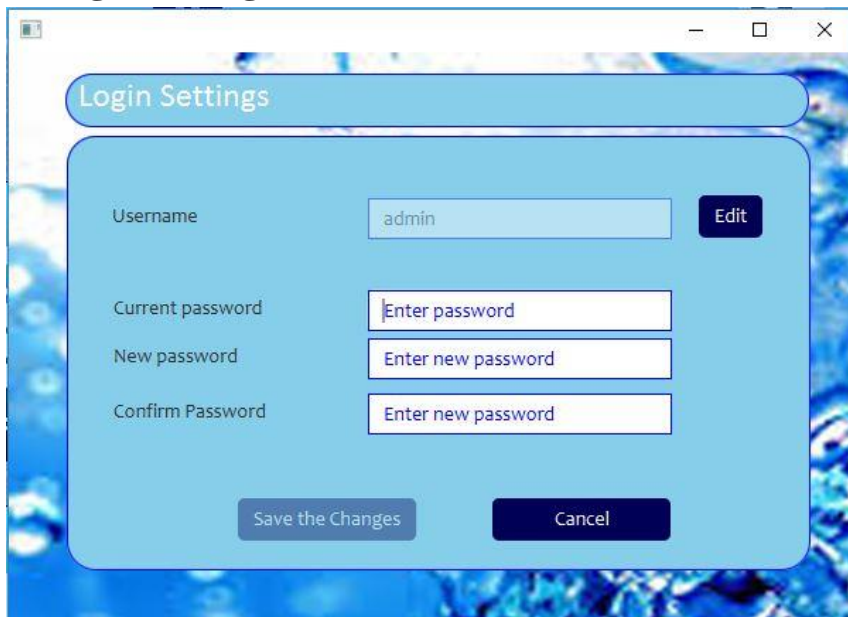 Login Settings
Username
admin
Edit
Current password
Enter password
New password
Enter new password
Confirm Password
Enter new password
Save the Changes
Cancel